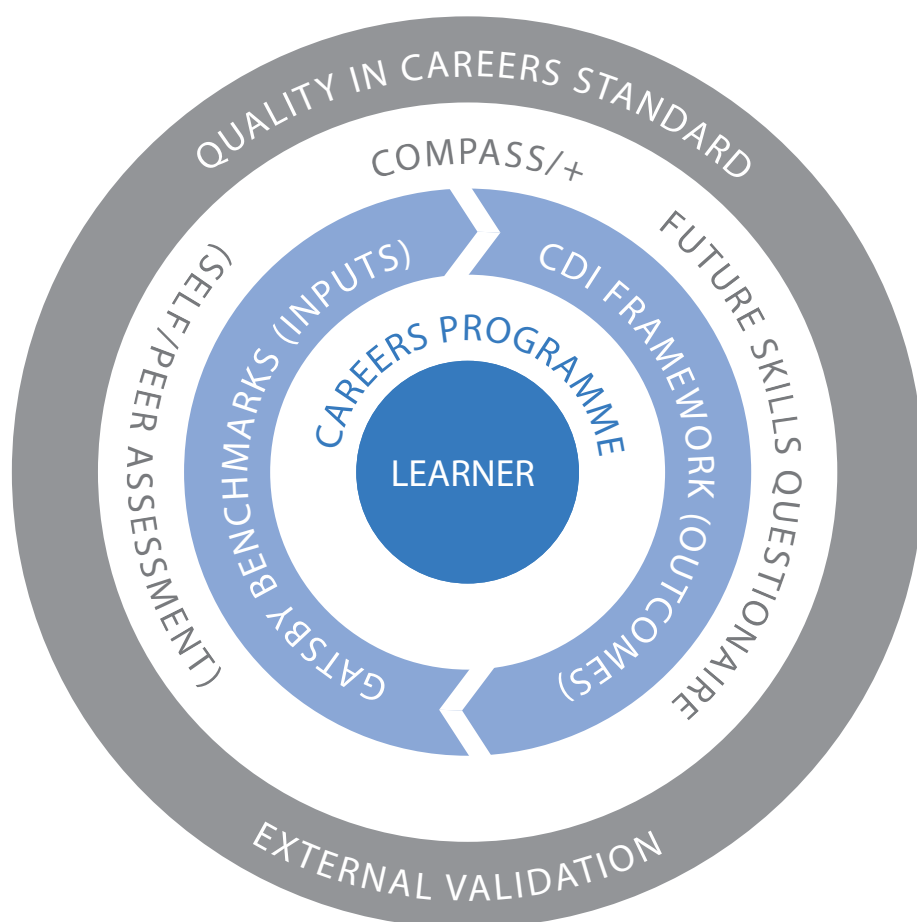 QUALITY IN CAREERS STANDARD
COMPASS/+
FUTURE SKILLS QUESTIONAIRE
(SELF/PEER ASSESSMENT)
GATSBY BENCHMARKS (INPUTS)
CDI FRAMEWORK (OUTCOMES)
CAREERS PROGRAMME
LEARNER
EXTERNAL VALIDATION